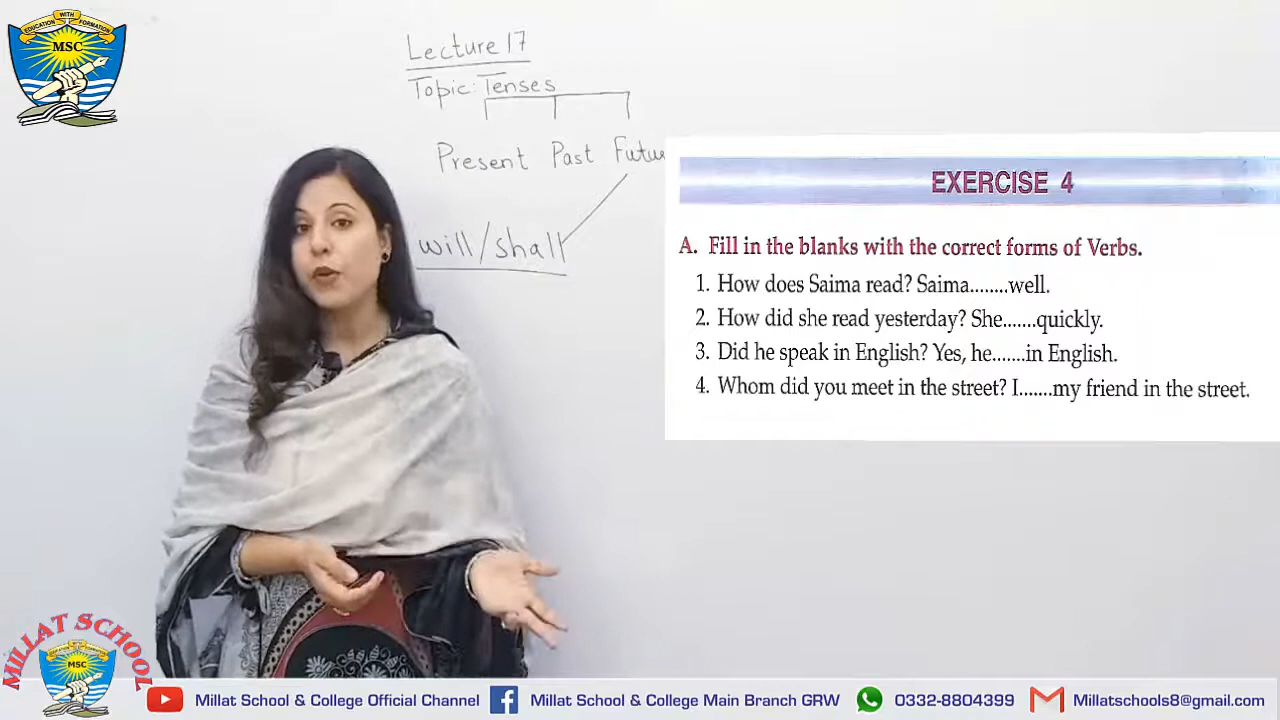 EDUCATION WITH FORMATION
MSC
Lecture 17
Topic: Tenses
Present Past Futu
will/shall
EXERCISE 4
A. Fill in the blanks with the correct forms of Verbs.
1. How does Saima read? Saima........well.
2. How did she read yesterday? She.......quickly.
3. Did he speak in English? Yes, he.......in English.
4. Whom did you meet in the street? I.......my friend in the street.
MILLAT SCHOOL
MSC
Millat School & College Official Channel
Millat School & College Main Branch GRW
0332-8804399
Millatschools8@gmail.com